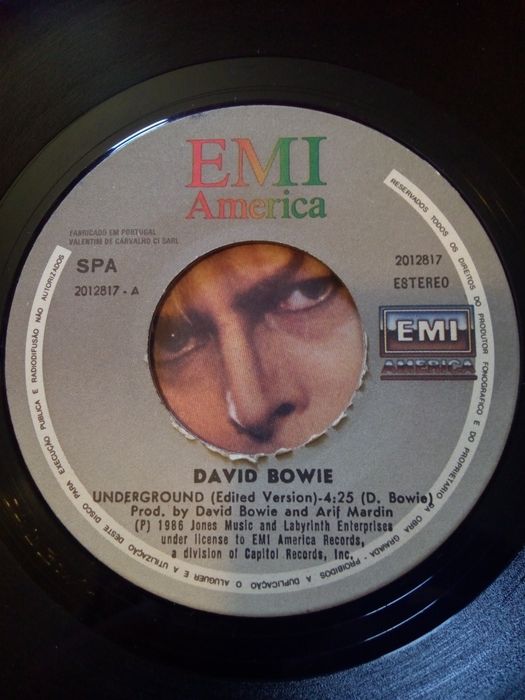 EMI
America
FABRICADO EM PORTUGAL
VALENTIM DE CARVALHO CI SARL
SPA
2012817 - A
2012817
ESTEREO
EMI
AMERICA
DAVID BOWIE
UNDERGROUND (Edited Version)-4:25 (D. Bowie)
Prod. by David Bowie and Arif Mardin
(P) 1986 Jones Music and Labyrinth Enterprises
under license to EMI America Records,
a division of Capitol Records, Inc.
RESERVADOS TODOS OS DIREITOS DO PRODUTOR FONOGRAFICO E DO PROPRIETARIO DA OBRA GRAVADA - PROIBIDOS A DUPLICAÇÃO O ALUGUER E A UTILIZAÇÃO DESTE DISCO PARA EXECUÇÃO PUBLICA E RADIODIFUSÃO NÃO AUTORIZADOS